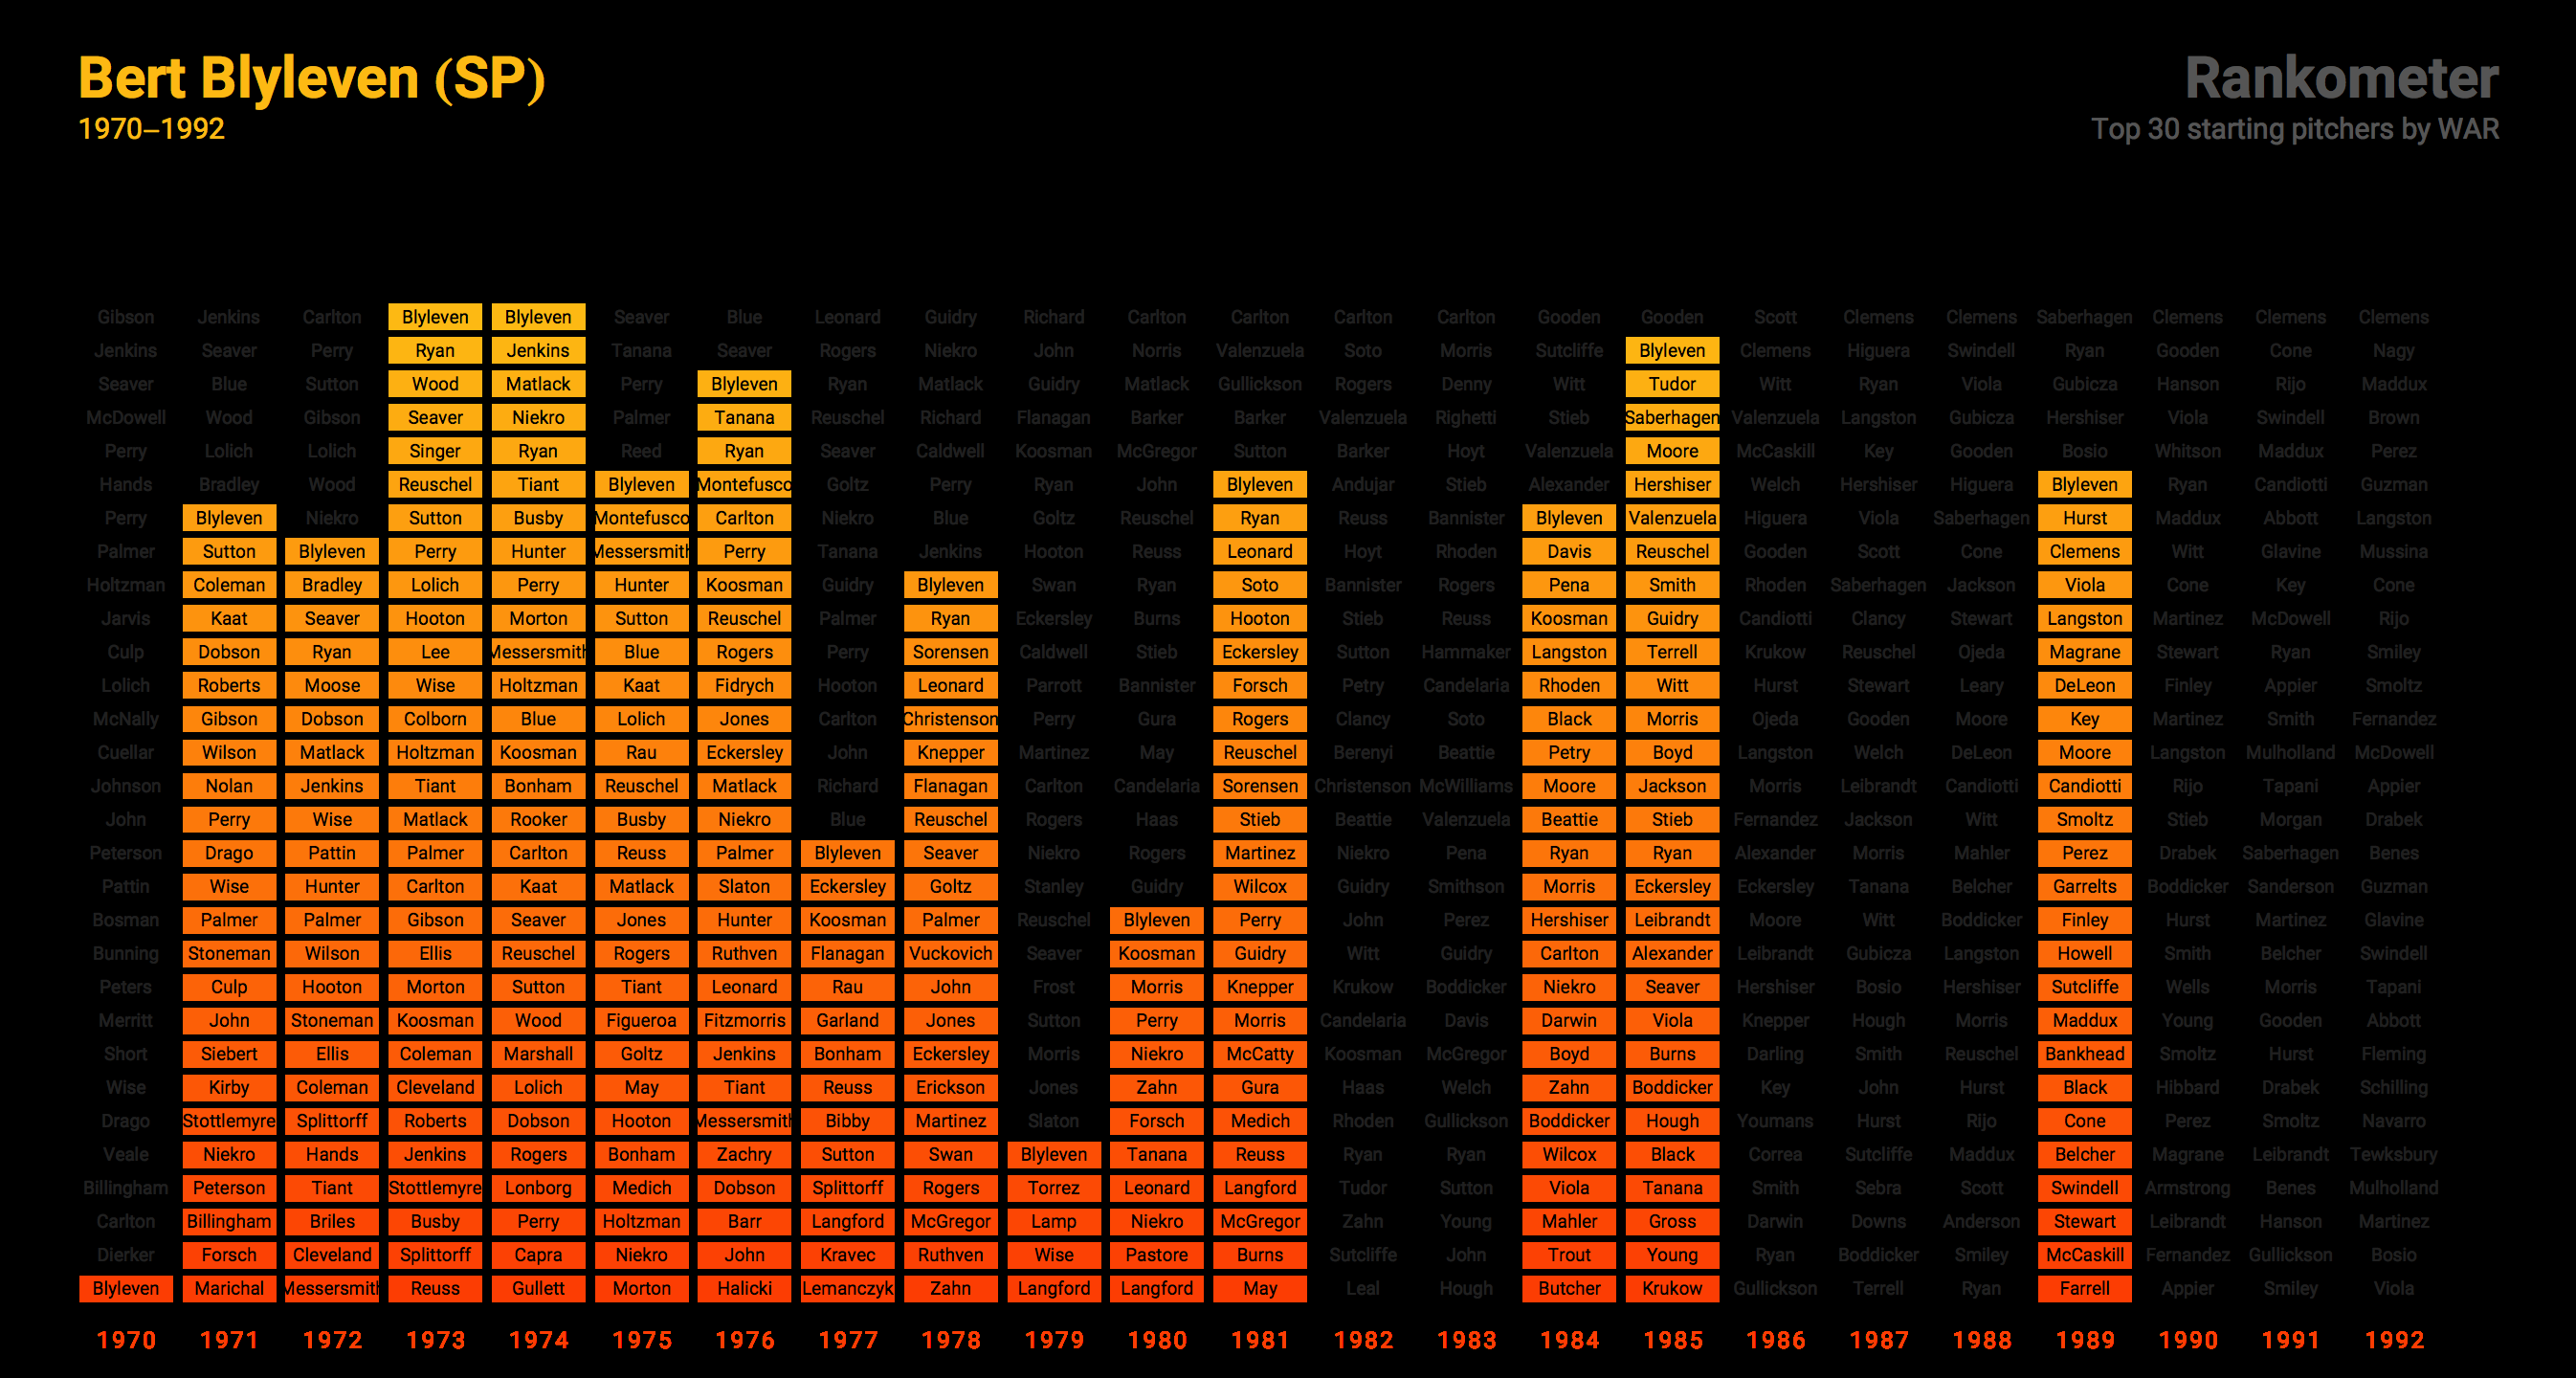 Bert Blyleven (SP)
1970–1992
Rankometer
Top 30 starting pitchers by WAR
Gibson Jenkins Carlton Blyleven Blyleven Seaver Blue Leonard Guidry Richard Carlton Carlton Carlton Carlton Gooden Gooden Scott Clemens Clemens Saberhagen Clemens Clemens Clemens
Jenkins Seaver Perry Ryan Jenkins Tanana Seaver Rogers Niekro John Norris Valenzuela Soto Morris Sutcliffe Blyleven Clemens Higuera Swindell Ryan Gooden Cone Nagy
Seaver Blue Sutton Wood Matlack Perry Blyleven Ryan Matlack Guidry Matlack Gullickson Rogers Denny Witt Tudor Witt Ryan Viola Gubicza Hanson Rijo Maddux
McDowell Wood Gibson Seaver Niekro Palmer Tanana Reuschel Richard Flanagan Barker Barker Valenzuela Righetti Stieb Saberhagen Valenzuela Langston Gubicza Hershiser Viola Swindell Brown
Perry Lolich Lolich Singer Ryan Reed Ryan Seaver Caldwell Koosman McGregor Sutton Barker Hoyt Valenzuela Moore McCaskill Key Gooden Bosio Whitson Maddux Perez
Hands Bradley Wood Reuschel Tiant Blyleven Montefusco Goltz Perry Ryan John Blyleven Andujar Stieb Alexander Hershiser Welch Hershiser Higuera Blyleven Ryan Candiotti Guzman
Perry Blyleven Niekro Sutton Busby Montefusco Carlton Niekro Blue Goltz Reuschel Ryan Reuss Bannister Blyleven Valenzuela Higuera Viola Saberhagen Hurst Maddux Abbott Langston
Palmer Sutton Blyleven Perry Hunter Messersmith Perry Tanana Jenkins Hooton Reuss Leonard Hoyt Rhoden Davis Reuschel Gooden Scott Cone Clemens Witt Glavine Mussina
Holtzman Coleman Bradley Lolich Perry Hunter Koosman Guidry Blyleven Swan Ryan Soto Bannister Rogers Pena Smith Rhoden Saberhagen Jackson Viola Cone Key Cone
Jarvis Kaat Seaver Hooton Morton Sutton Reuschel Palmer Ryan Eckersley Burns Hooton Stieb Reuss Koosman Guidry Candiotti Clancy Stewart Langston Martinez McDowell Rijo
Culp Dobson Ryan Lee Messersmith Blue Rogers Perry Sorensen Caldwell Stieb Eckersley Sutton Hammaker Langston Terrell Krukow Reuschel Ojeda Magrane Stewart Ryan Smiley
Lolich Roberts Moose Wise Holtzman Kaat Fidrych Hooton Leonard Parrott Bannister Forsch Petry Candelaria Rhoden Witt Hurst Stewart Leary DeLeon Finley Appier Smoltz
McNally Gibson Dobson Colborn Blue Lolich Jones Carlton Christenson Perry Gura Rogers Clancy Soto Black Morris Ojeda Gooden Moore Key Martinez Smith Fernandez
Cuellar Wilson Matlack Holtzman Koosman Rau Eckersley John Knepper Martinez May Reuschel Berenyi Beattie Petry Boyd Langston Welch DeLeon Moore Langston Mulholland McDowell
Johnson Nolan Jenkins Tiant Bonham Reuschel Matlack Richard Flanagan Carlton Candelaria Sorensen Christenson McWilliams Moore Jackson Morris Leibrandt Candiotti Candiotti Rijo Tapani Appier
John Perry Wise Matlack Rooker Busby Niekro Blue Reuschel Rogers Haas Stieb Beattie Valenzuela Beattie Stieb Fernandez Jackson Witt Smoltz Stieb Morgan Drabek
Peterson Drago Pattin Palmer Carlton Reuss Palmer Blyleven Seaver Niekro Rogers Martinez Niekro Pena Ryan Ryan Alexander Morris Mahler Perez Drabek Saberhagen Benes
Pattin Wise Hunter Carlton Kaat Matlack Slaton Eckersley Goltz Stanley Guidry Wilcox Guidry Smithson Morris Eckersley Eckersley Tanana Belcher Garrelts Boddicker Sanderson Guzman
Bosman Palmer Palmer Gibson Seaver Jones Hunter Koosman Palmer Reuschel Blyleven Perry John Perez Hershiser Leibrandt Moore Witt Boddicker Finley Hurst Martinez Glavine
Bunning Stoneman Wilson Ellis Reuschel Rogers Ruthven Flanagan Vuckovich Seaver Koosman Guidry Witt Guidry Carlton Alexander Leibrandt Gubicza Langston Howell Smith Belcher Swindell
Peters Culp Hooton Morton Sutton Tiant Leonard Rau John Frost Morris Knepper Krukow Boddicker Niekro Seaver Hershiser Bosio Hershiser Sutcliffe Wells Morris Tapani
Merritt John Stoneman Koosman Wood Figueroa Fitzmorris Garland Jones Sutton Perry Morris Candelaria Davis Darwin Viola Knepper Hough Morris Maddux Young Gooden Abbott
Short Siebert Ellis Coleman Marshall Goltz Jenkins Bonham Eckersley Morris Niekro McCatty Koosman McGregor Boyd Burns Darling Smith Reuschel Bankhead Smoltz Hurst Fleming
Wise Kirby Coleman Cleveland Lolich May Tiant Reuss Erickson Jones Zahn Gura Haas Welch Zahn Boddicker Key John Hurst Black Hibbard Drabek Schilling
Drago Stottlemyre Splittorff Roberts Dobson Hooton Messersmith Bibby Martinez Slaton Forsch Medich Rhoden Gullickson Boddicker Hough Youmans Hurst Rijo Cone Perez Smoltz Navarro
Veale Niekro Hands Jenkins Rogers Bonham Zachry Sutton Swan Blyleven Tanana Reuss Ryan Ryan Wilcox Black Correa Sutcliffe Maddux Belcher Magrane Leibrandt Tewksbury
Billingham Peterson Tiant Stottlemyre Lonborg Medich Dobson Splittorff Rogers Torrez Leonard Langford Tudor Sutton Viola Tanana Smith Sebra Scott Swindell Armstrong Benes Mulholland
Carlton Billingham Briles Busby Perry Holtzman Barr Langford McGregor Lamp Niekro McGregor Zahn Young Mahler Gross Darwin Downs Anderson Stewart Leibrandt Hanson Martinez
Dierker Forsch Cleveland Splittorff Capra Niekro John Kravec Ruthven Wise Pastore Burns Sutcliffe John Trout Young Ryan Boddicker Smiley McCaskill Fernandez Gullickson Bosio
Blyleven Marichal Messersmith Reuss Gullett Morton Halicki Lemanczyk Zahn Langford Langford May Leal Hough Butcher Krukow Gullickson Terrell Ryan Farrell Appier Smiley Viola
1970 1971 1972 1973 1974 1975 1976 1977 1978 1979 1980 1981 1982 1983 1984 1985 1986 1987 1988 1989 1990 1991 1992